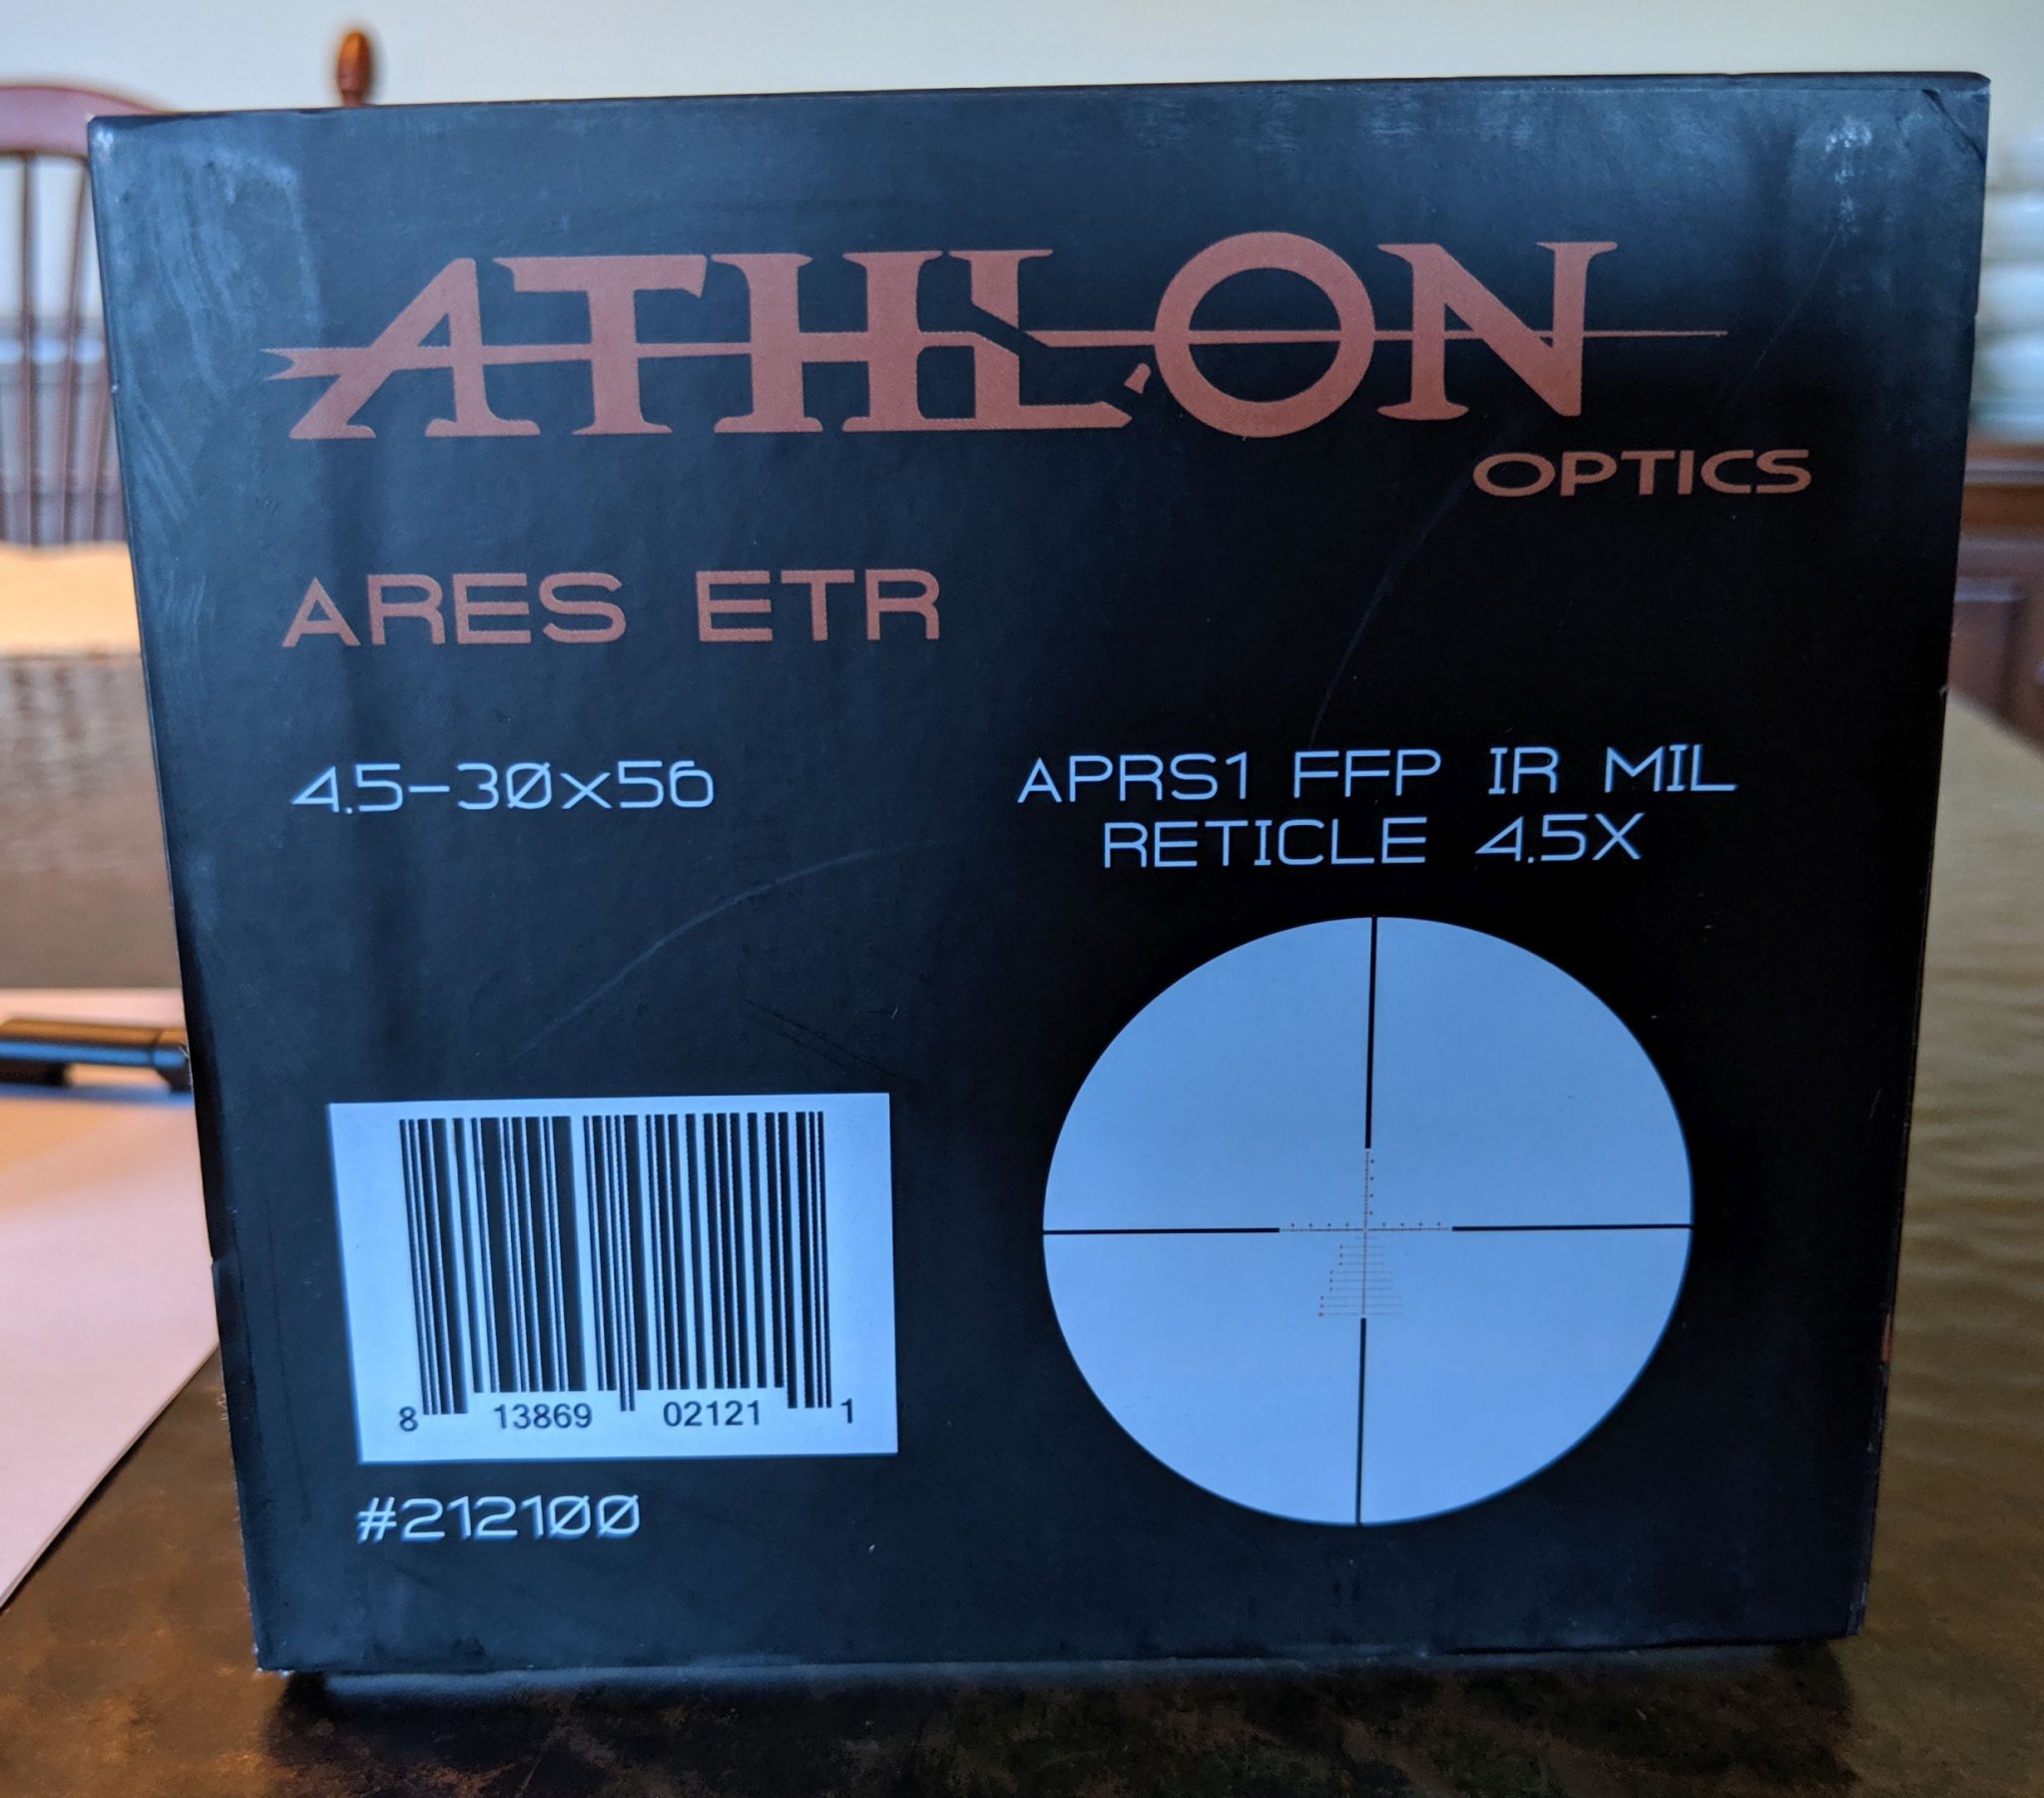 ATHLON
OPTICS
ARES ETR
4.5-30x56
APRS1 FFP IR MIL
RETICLE 4.5X
8 13869 02121 1
#212100